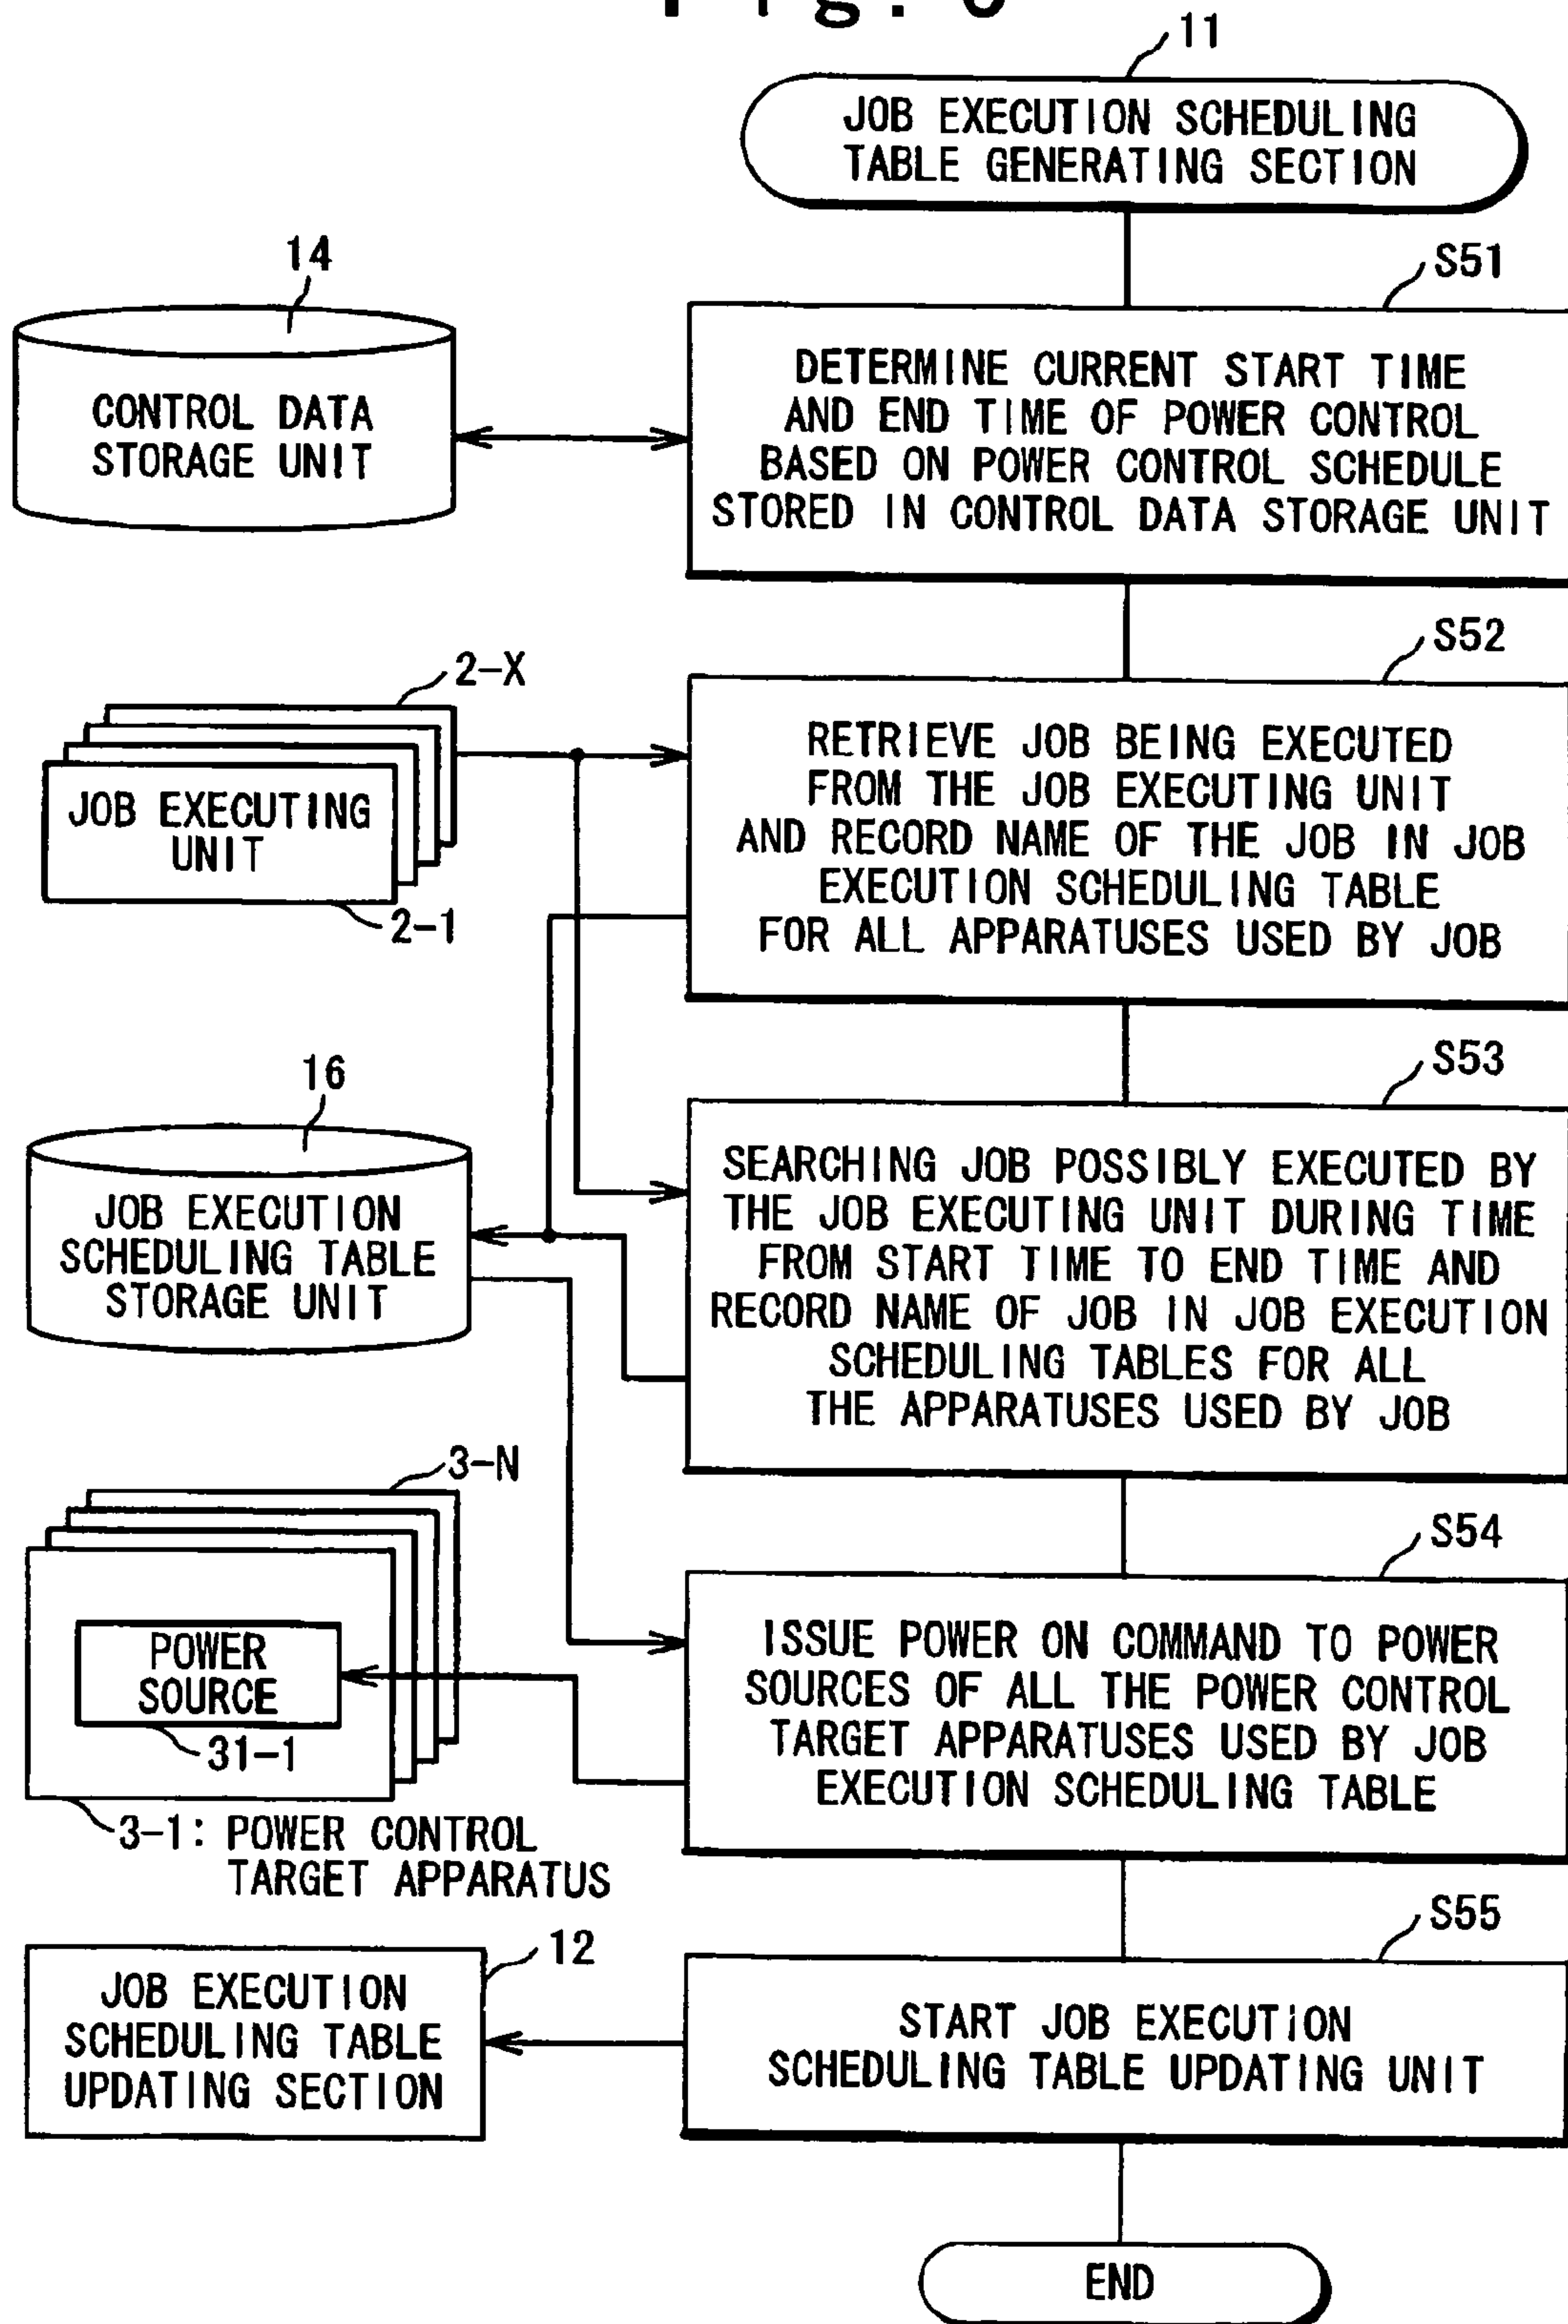 11
JOB EXECUTION SCHEDULING
TABLE GENERATING SECTION
14
CONTROL DATA
STORAGE UNIT
S51
DETERMINE CURRENT START TIME
AND END TIME OF POWER CONTROL
BASED ON POWER CONTROL SCHEDULE
STORED IN CONTROL DATA STORAGE UNIT
2-X
JOB EXECUTING
UNIT
2-1
S52
RETRIEVE JOB BEING EXECUTED
FROM THE JOB EXECUTING UNIT
AND RECORD NAME OF THE JOB IN JOB
EXECUTION SCHEDULING TABLE
FOR ALL APPARATUSES USED BY JOB
16
JOB EXECUTION
SCHEDULING TABLE
STORAGE UNIT
S53
SEARCHING JOB POSSIBLY EXECUTED BY
THE JOB EXECUTING UNIT DURING TIME
FROM START TIME TO END TIME AND
RECORD NAME OF JOB IN JOB EXECUTION
SCHEDULING TABLES FOR ALL
THE APPARATUSES USED BY JOB
3-N
POWER
SOURCE
31-1
3-1: POWER CONTROL
TARGET APPARATUS
S54
ISSUE POWER ON COMMAND TO POWER
SOURCES OF ALL THE POWER CONTROL
TARGET APPARATUSES USED BY JOB
EXECUTION SCHEDULING TABLE
12
JOB EXECUTION
SCHEDULING TABLE
UPDATING SECTION
S55
START JOB EXECUTION
SCHEDULING TABLE UPDATING UNIT
END